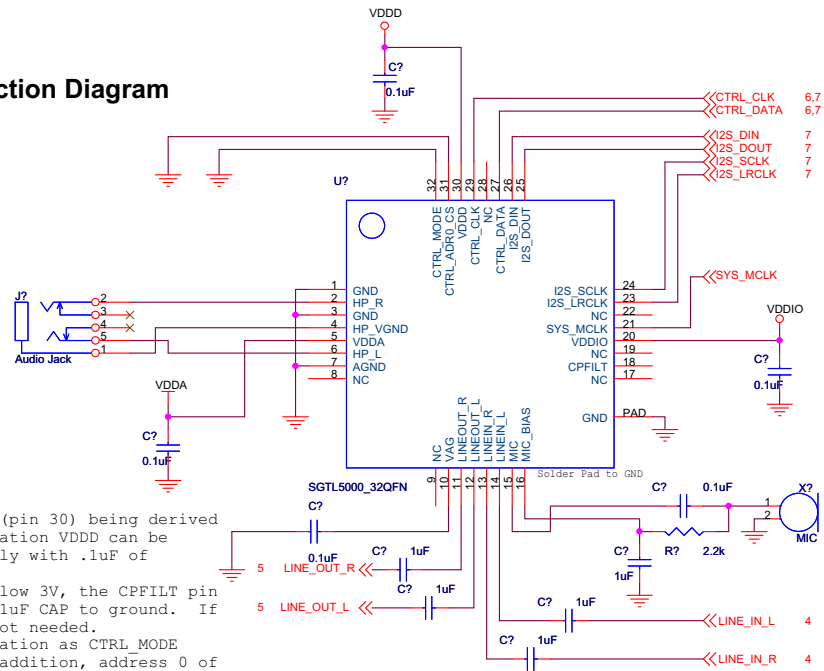 VDDD
C?
0.1uF
ction Diagram
CTRL_CLK 6,7
CTRL_DATA 6,7
I2S_DIN 7
I2S_DOUT 7
I2S_SCLK 7
I2S_LRCLK 7
U?
32 31 30 29 28 27 26 25
CTRL_MODE
CTRL_ADR0_CS
VDDD
CTRL_CLK
NC
CTRL_DATA
I2S_DIN
I2S_DOUT
SYS_MCLK
J?
2
3
4
5
1
Audio Jack
1 GND
2 HP_R
3 GND
4 HP_VGND
5 VDDA
6 HP_L
7 AGND
8 NC
I2S_SCLK 24
I2S_LRCLK 23
NC 22
SYS_MCLK 21
VDDIO 20
NC 19
CPFILT 18
NC 17
GND PAD
VDDIO
C?
0.1uF
VDDA
C?
0.1uF
NC
VAG
LINEOUT_R
LINEOUT_L
LINEIN_R
LINEIN_L
MIC
MIC_BIAS
9 10 11 12 13 14 15 16
Solder Pad to GND
SGTL5000_32QFN
C?
0.1uF
C? 0.1uF
X?
1
2
MIC
R? 2.2k
C?
1uF
(pin 30) being derived
ation VDDD can be
ly with .1uF of
low 3V, the CPFILT pin
1uF CAP to ground. If
ot needed.
ation as CTRL_MODE
addition, address 0 of
5 LINE_OUT_R
C? 1uF
5 LINE_OUT_L
C? 1uF
C? 1uF
LINE_IN_L 4
C? 1uF
LINE_IN_R 4